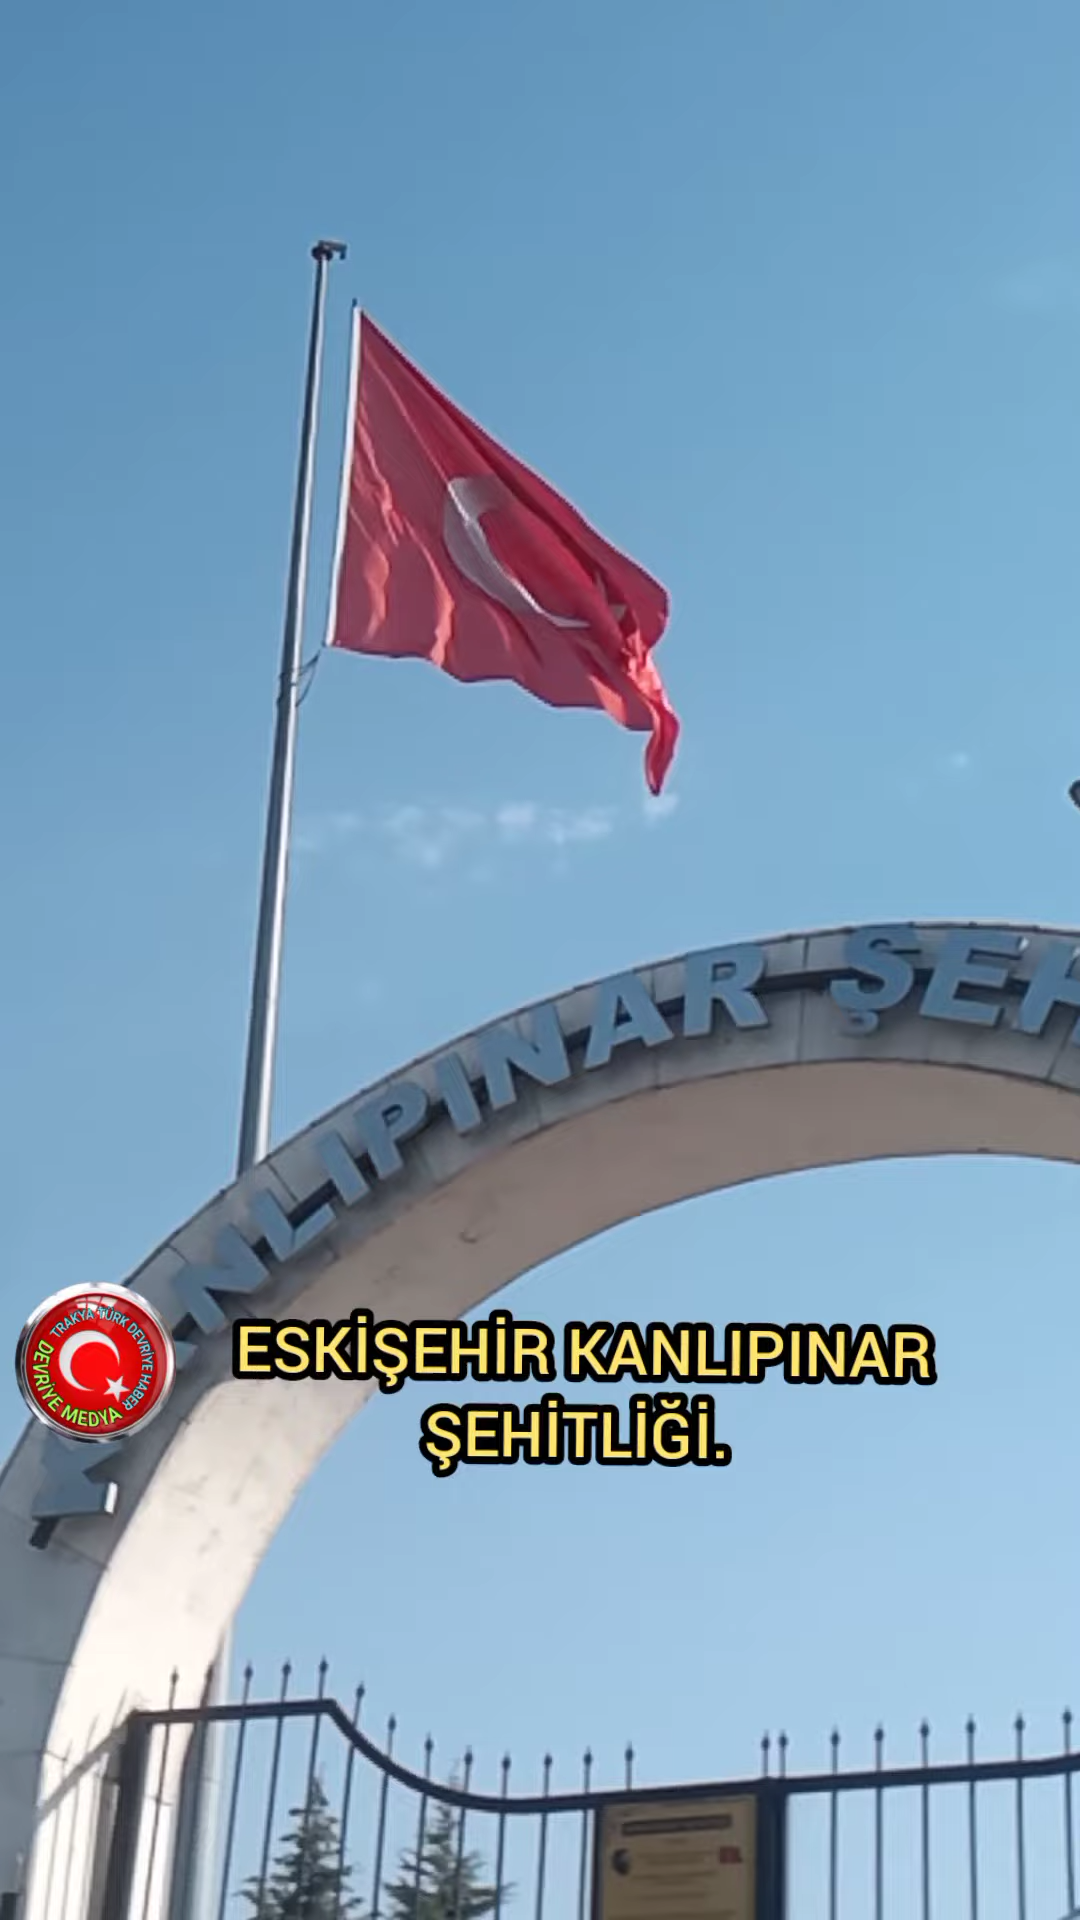 KANLIPINAR ŞEH
TRAKYA TÜRK DEVRİYE HABER
DEVRİYE MEDYA
ESKİŞEHİR KANLIPINAR
ŞEHİTLİĞİ.